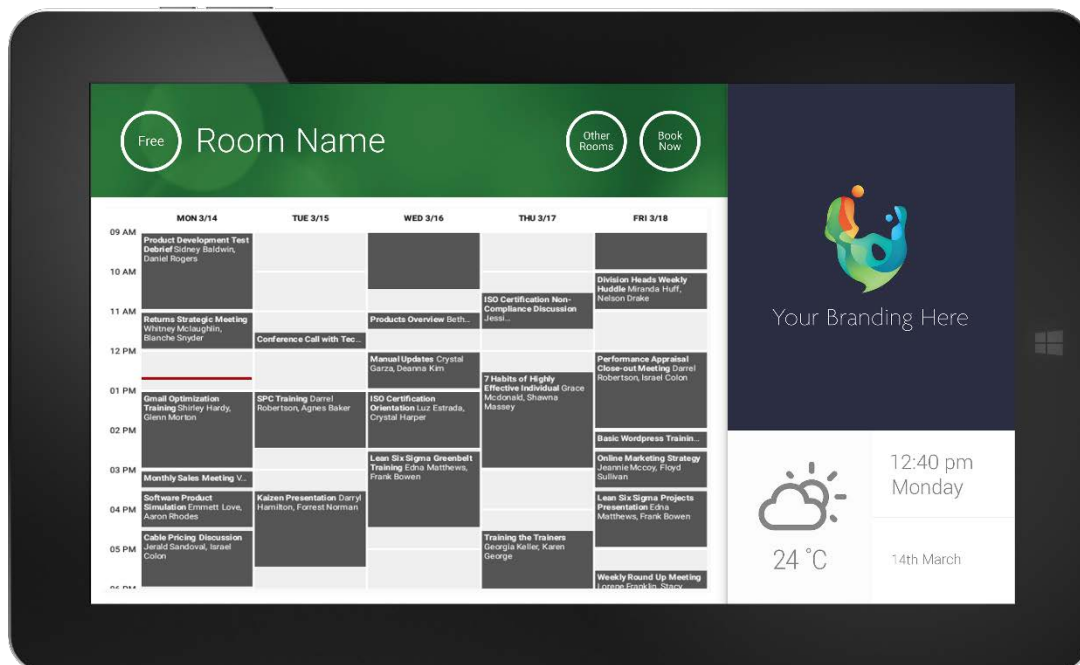 Free
Room Name
Other
Rooms
Book
Now
MON 3/14
TUE 3/15
WED 3/16
THU 3/17
FRI 3/18
09 AM
10 AM
11 AM
12 PM
01 PM
02 PM
03 PM
04 PM
05 PM
06 PM
Product Development Test
Debrief Sidney Baldwin,
Daniel Rogers
Returns Strategic Meeting
Whitney Mclaughlin,
Blanche Snyder
Gmail Optimization
Training Shirley Hardy,
Glenn Morton
Monthly Sales Meeting V...
Software Product
Simulation Emmett Love,
Aaron Rhodes
Cable Pricing Discussion
Jerald Sandoval, Israel
Colon
Conference Call with Tec...
SPC Training Darrel
Robertson, Agnes Baker
Kaizen Presentation Darryl
Hamilton, Forrest Norman
Products Overview Beth...
Manual Updates Crystal
Garza, Deanna Kim
ISO Certification
Orientation Luz Estrada,
Crystal Harper
Lean Six Sigma Greenbelt
Training Edna Matthews,
Frank Bowen
ISO Certification Non-
Compliance Discussion
Jessi...
7 Habits of Highly
Effective Individual Grace
Mcdonald, Shawna
Massey
Training the Trainers
Georgia Keller, Karen
George
Division Heads Weekly
Huddle Miranda Huff,
Nelson Drake
Performance Appraisal
Close-out Meeting Darrel
Robertson, Israel Colon
Basic Wordpress Trainin...
Online Marketing Strategy
Jeannie Mccoy, Floyd
Sullivan
Lean Six Sigma Projects
Presentation Edna
Matthews, Frank Bowen
Weekly Round Up Meeting
Lorene Franklin, Stacy
Your Branding Here
24 °C
12:40 pm
Monday
14th March